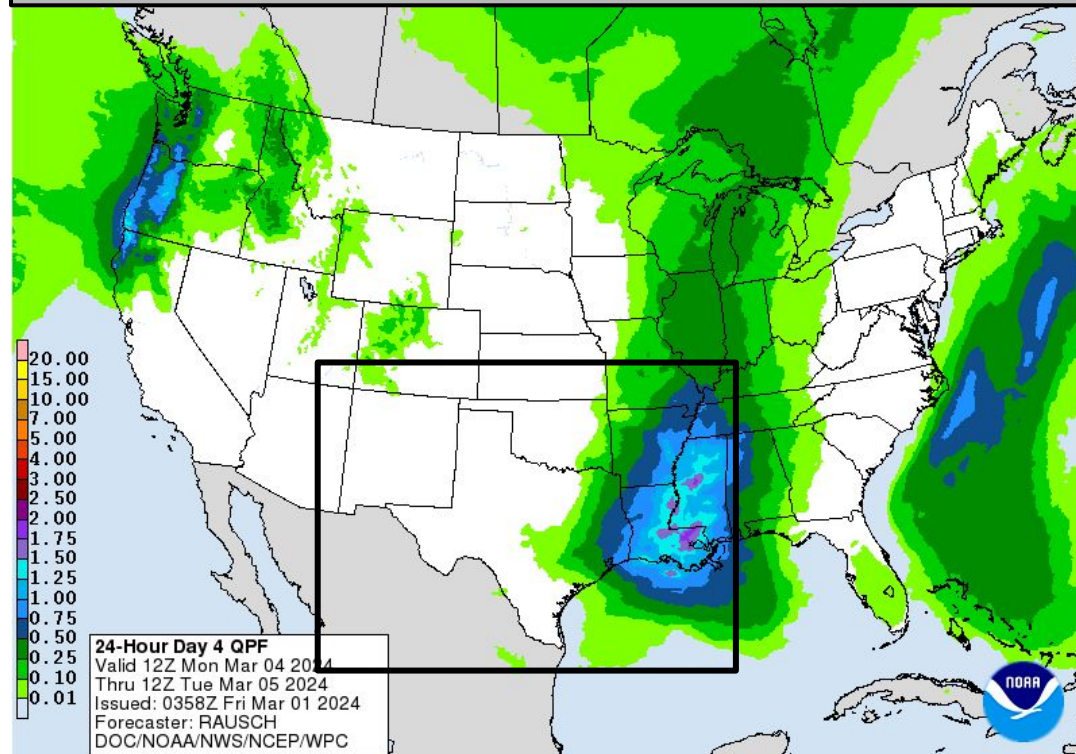 20.00
15.00
10.00
7.00
5.00
4.00
3.00
2.50
2.00
1.75
1.50
1.25
1.00
0.75
0.50
0.25
0.10
0.01
24-Hour Day 4 QPF
Valid 12Z Mon Mar 04 2024
Thru 12Z Tue Mar 05 2024
Issued: 0358Z Fri Mar 01 2024
Forecaster: RAUSCH
DOC/NOAA/NWS/NCEP/WPC
NOAA